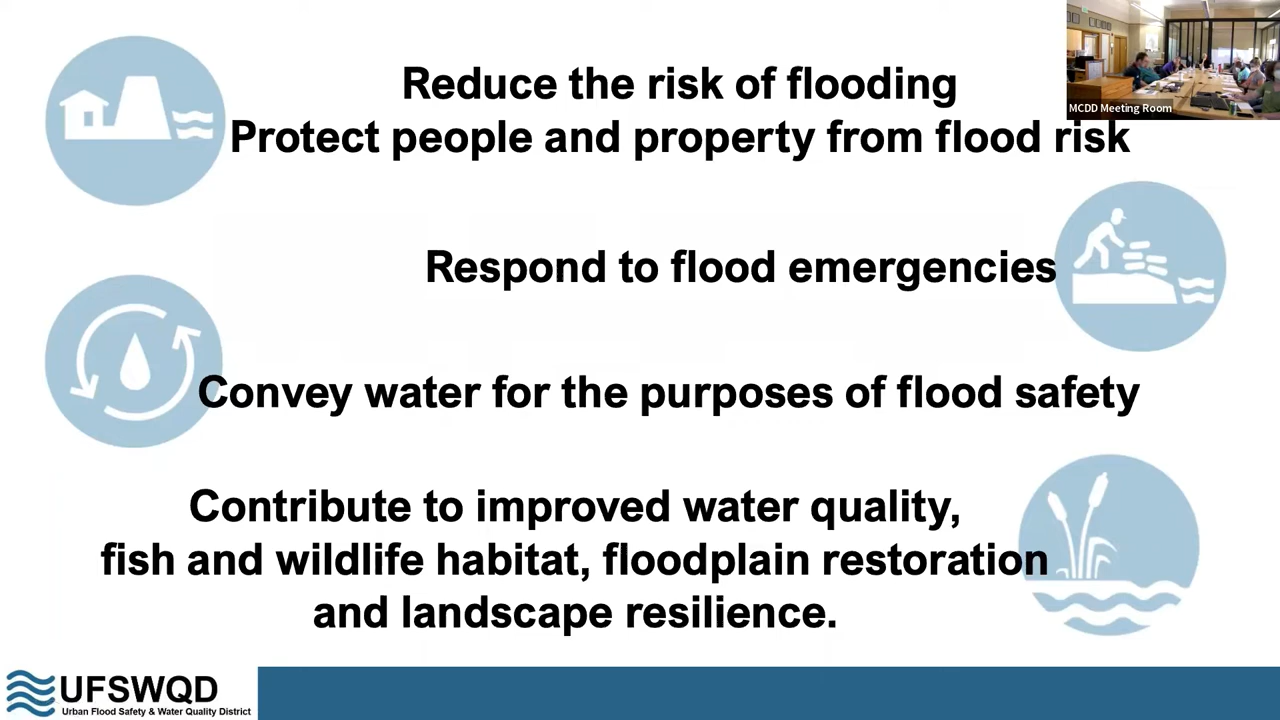 Reduce the risk of flooding
Protect people and property from flood risk
MCDD Meeting Room
Respond to flood emergencies
Convey water for the purposes of flood safety
Contribute to improved water quality,
fish and wildlife habitat, floodplain restoration
and landscape resilience.
UFSWQD
Urban Flood Safety & Water Quality District